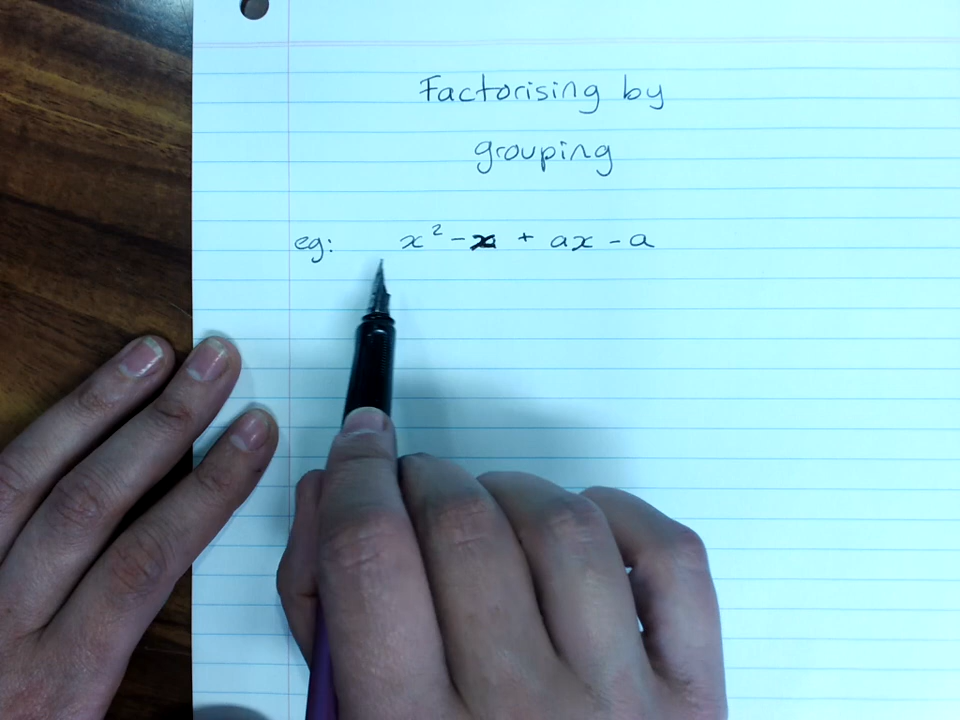 Factorising by
grouping
eg: x² - x + ax - a